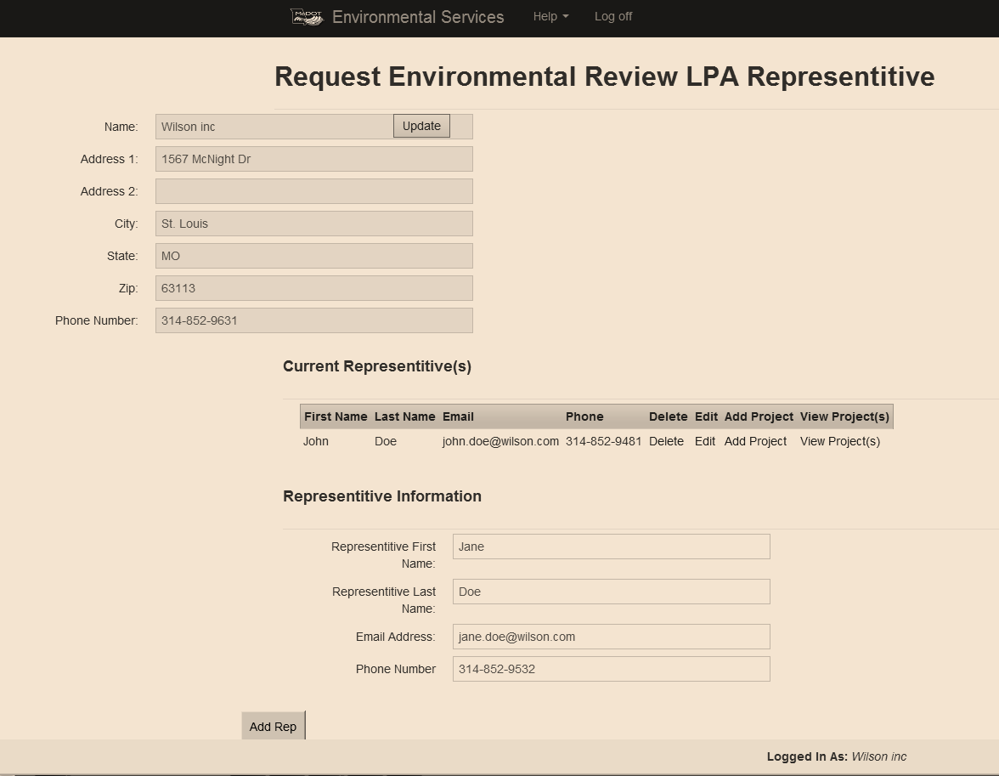 MoDOT Environmental Services Help Log off
Request Environmental Review LPA Representitive
Name: Wilson inc Update
Address 1: 1567 McNight Dr
Address 2:
City: St. Louis
State: MO
Zip: 63113
Phone Number: 314-852-9631
Current Representitive(s)
First Name Last Name Email Phone Delete Edit Add Project View Project(s)
John Doe john.doe@wilson.com 314-852-9481 Delete Edit Add Project View Project(s)
Representitive Information
Representitive First Jane
Name:
Representitive Last Doe
Name:
Email Address: jane.doe@wilson.com
Phone Number 314-852-9532
Add Rep
Logged In As: Wilson inc